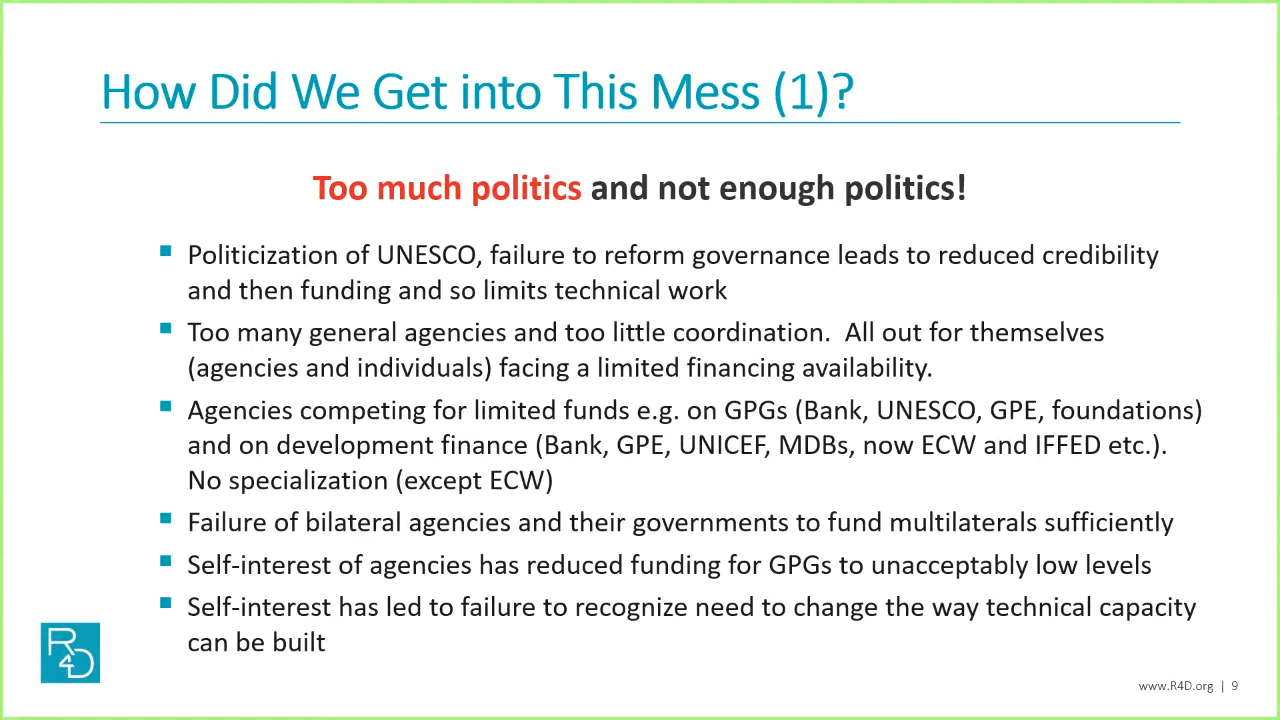 How Did We Get into This Mess (1)?
Too much politics and not enough politics!
Politicization of UNESCO, failure to reform governance leads to reduced credibility
and then funding and so limits technical work
Too many general agencies and too little coordination.  All out for themselves
(agencies and individuals) facing a limited financing availability.
Agencies competing for limited funds e.g. on GPGs (Bank, UNESCO, GPE, foundations)
and on development finance (Bank, GPE, UNICEF, MDBs, now ECW and IFFED etc.).
No specialization (except ECW)
Failure of bilateral agencies and their governments to fund multilaterals sufficiently
Self-interest of agencies has reduced funding for GPGs to unacceptably low levels
Self-interest has led to failure to recognize need to change the way technical capacity
can be built
R4D
www.R4D.org | 9